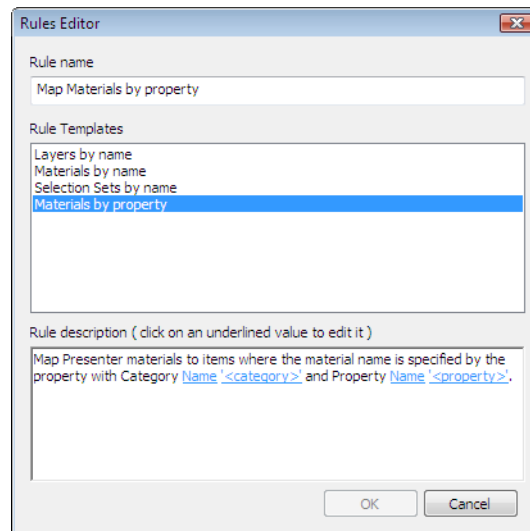 Rules Editor
Rule name
Map Materials by property
Rule Templates
Layers by name
Materials by name
Selection Sets by name
Materials by property
Rule description ( click on an underlined value to edit it )
Map Presenter materials to items where the material name is specified by the
property with Category Name '<category>' and Property Name '<property>'.
OK
Cancel